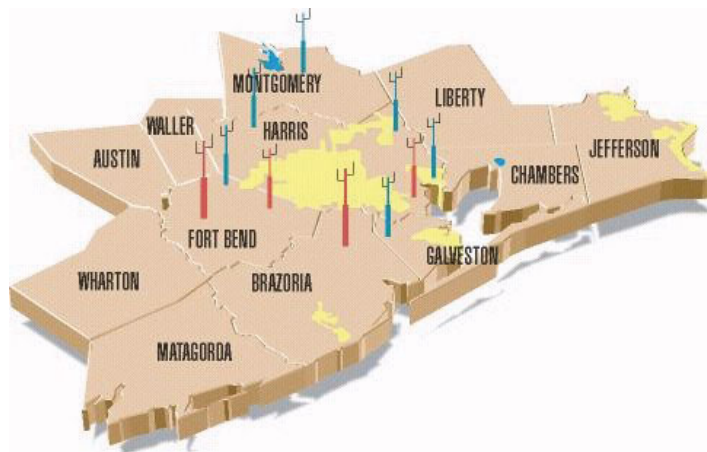 MONTGOMERY
LIBERTY
WALLER
HARRIS
JEFFERSON
AUSTIN
CHAMBERS
FORT BEND
GALVESTON
WHARTON
BRAZORIA
MATAGORDA